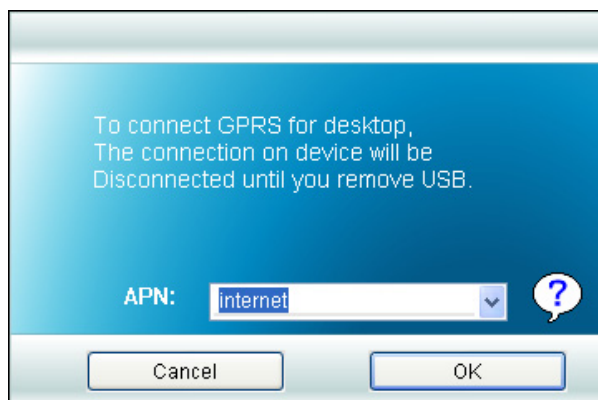 To connect GPRS for desktop,
The connection on device will be
Disconnected until you remove USB.
APN: internet ?
Cancel OK